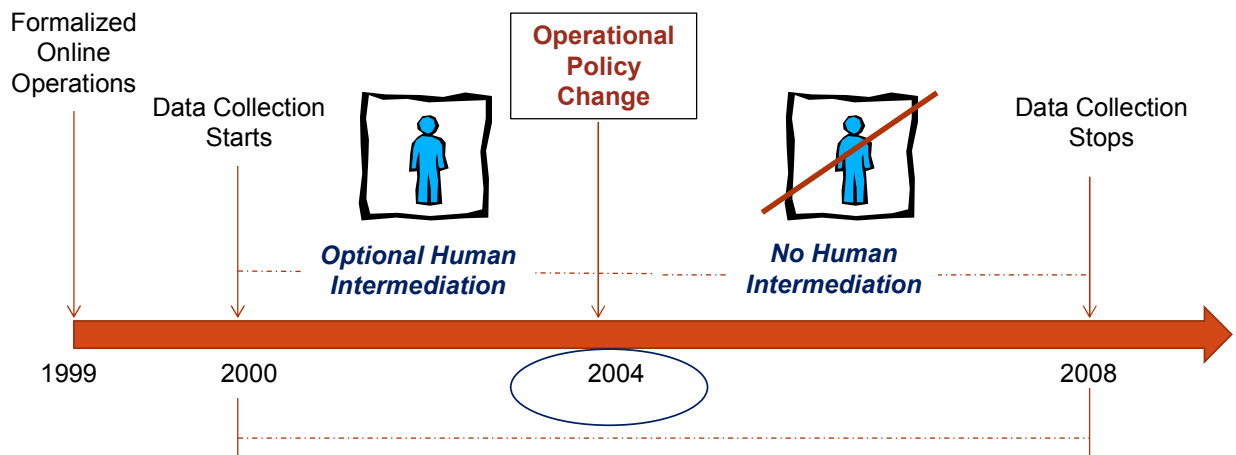 Formalized
Online
Operations
Data Collection
Starts
Operational
Policy
Change
Data Collection
Stops
Optional Human
Intermediation
No Human
Intermediation
1999
2000
2004
2008